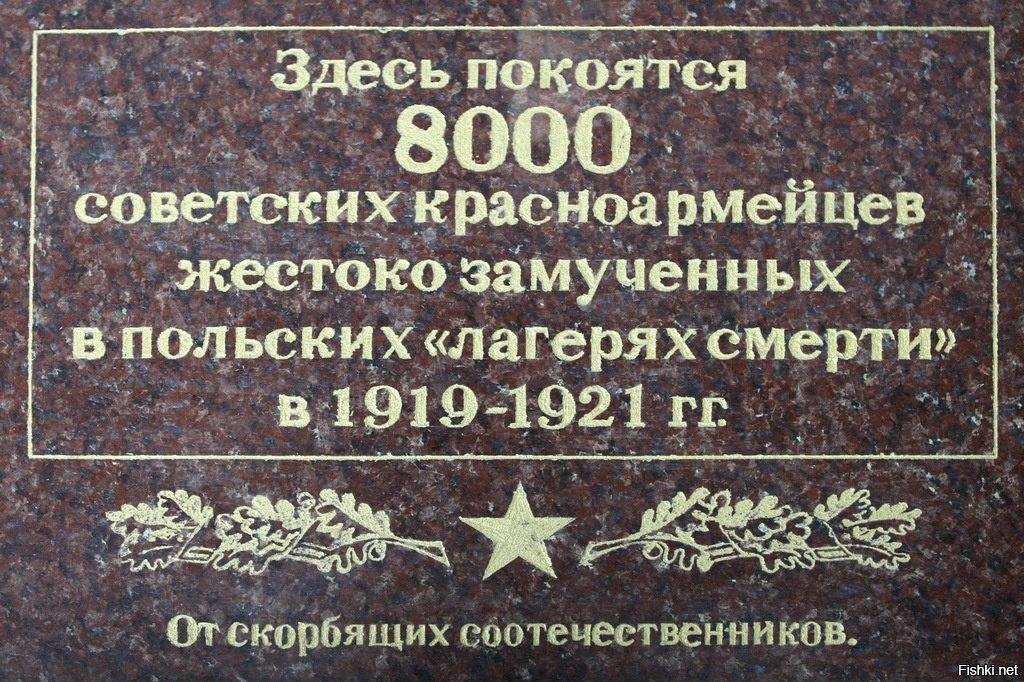 Здесь покоятся
8000
советских красноармейцев
жестоко замученных
в польских «лагерях смерти»
в 1919-1921 гг.
От скорбящих соотечественников.
Fishki.net